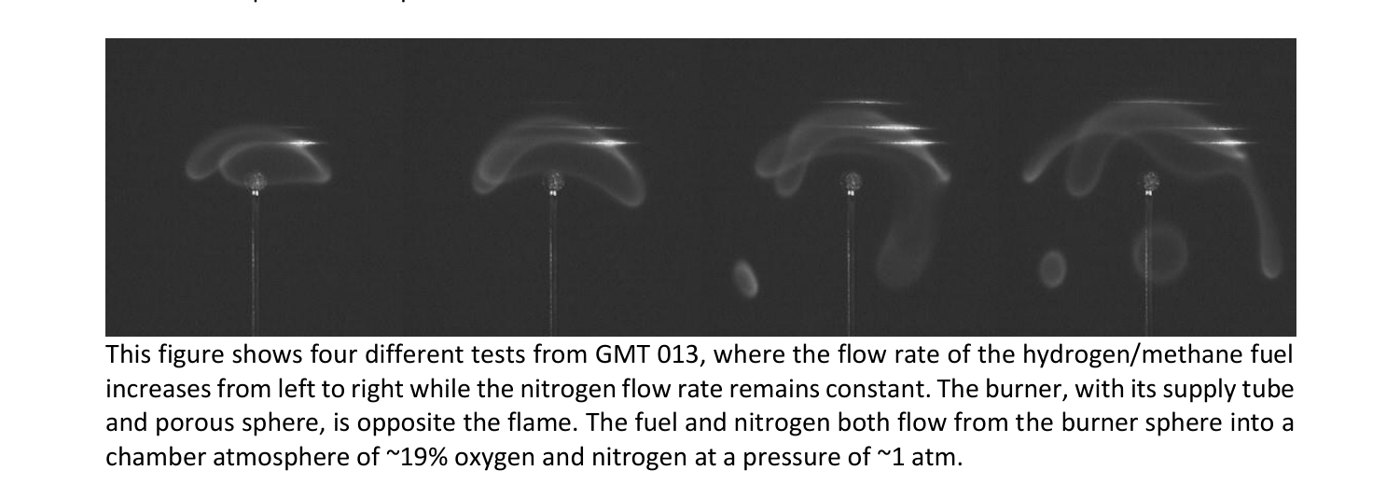 This figure shows four different tests from GMT 013, where the flow rate of the hydrogen/methane fuel
increases from left to right while the nitrogen flow rate remains constant. The burner, with its supply tube
and porous sphere, is opposite the flame. The fuel and nitrogen both flow from the burner sphere into a
chamber atmosphere of ~19% oxygen and nitrogen at a pressure of ~1 atm.